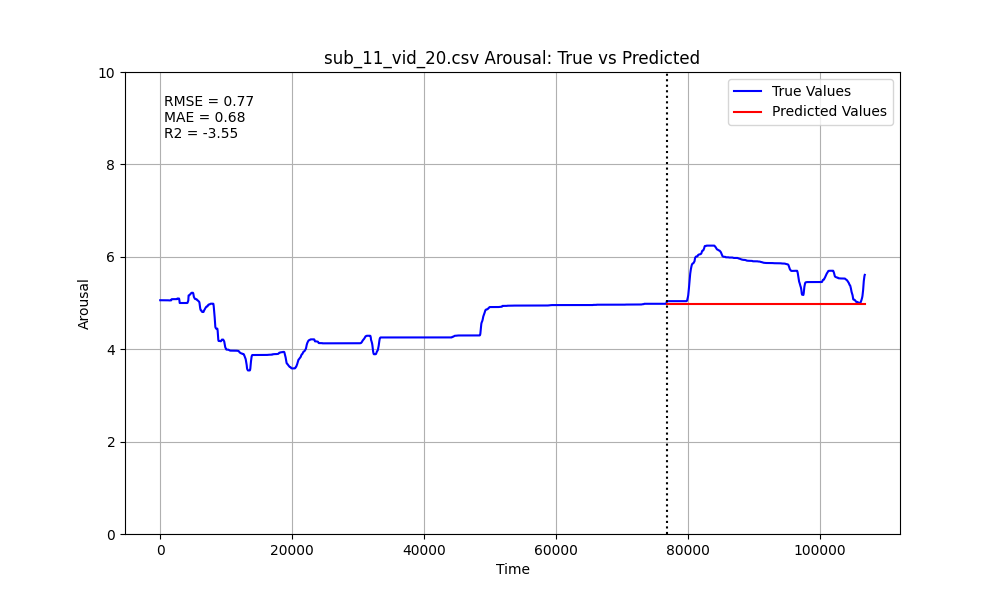 sub_11_vid_20.csv Arousal: True vs Predicted
RMSE = 0.77
MAE = 0.68
R2 = -3.55
True Values
Predicted Values
Arousal
10
8
6
4
2
0
0 20000 40000 60000 80000 100000
Time